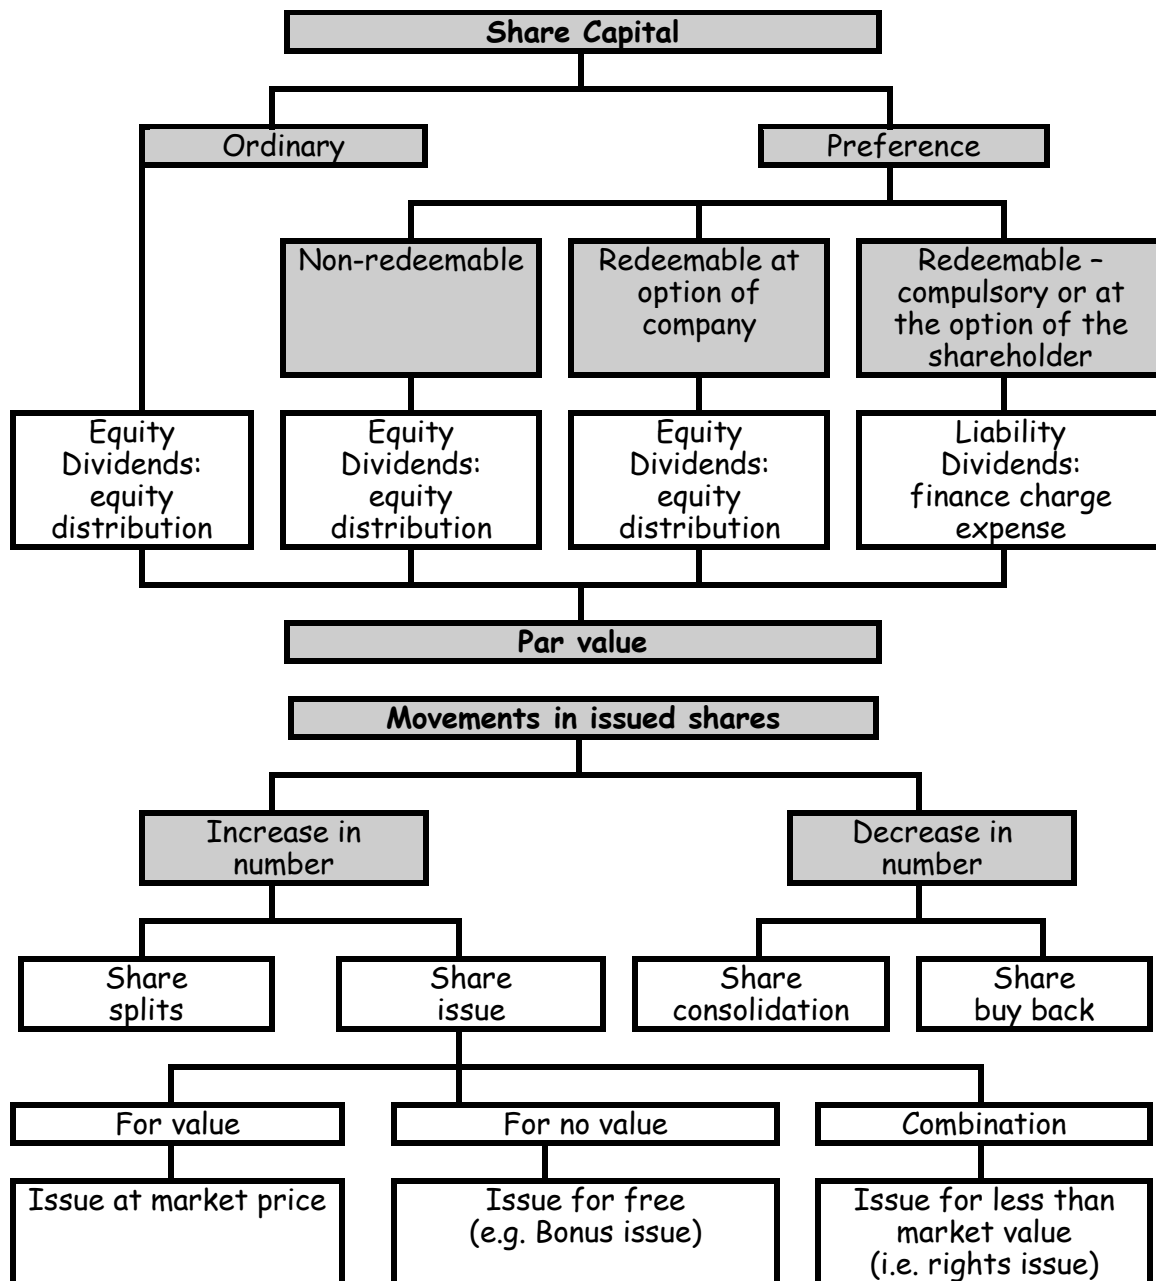 Share Capital
Ordinary
Preference
Non-redeemable
Redeemable at
option of
company
Redeemable –
compulsory or at
the option of the
shareholder
Equity
Dividends:
equity
distribution
Equity
Dividends:
equity
distribution
Equity
Dividends:
equity
distribution
Liability
Dividends:
finance charge
expense
Par value
Movements in issued shares
Increase in
number
Decrease in
number
Share
splits
Share
issue
Share
consolidation
Share
buy back
For value
For no value
Combination
Issue at market price
Issue for free
(e.g. Bonus issue)
Issue for less than
market value
(i.e. rights issue)